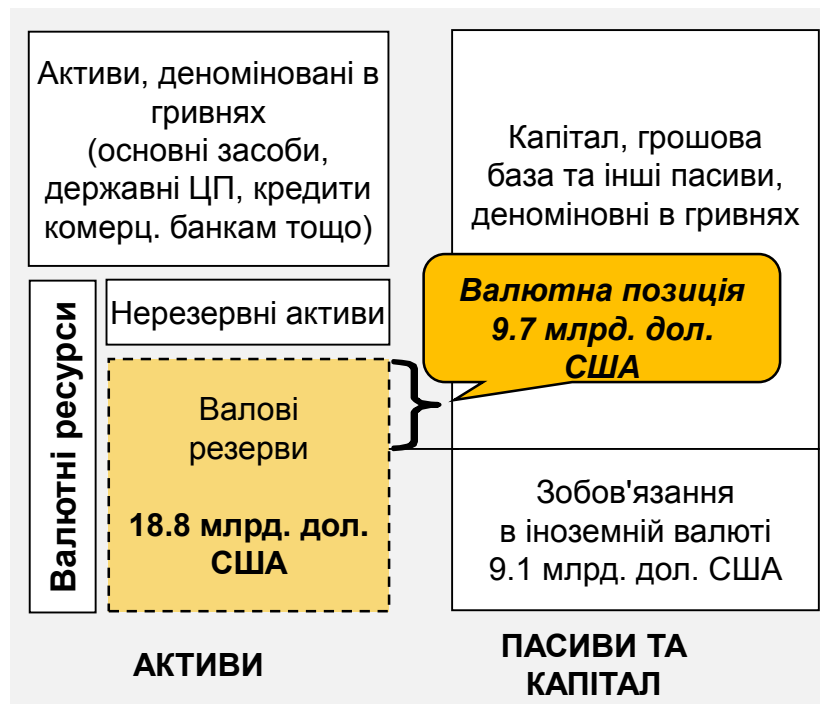 Активи, деноміновані в
гривнях
(основні засоби,
державні ЦП, кредити
комерц. банкам тощо)
Капітал, грошова
база та інші пасиви,
деноміновні в гривнях
Валютні ресурси
Нерезервні активи
Валютна позиція
9.7 млрд. дол.
США
Валові
резерви
18.8 млрд. дол.
США
Зобов'язання
в іноземній валюті
9.1 млрд. дол. США
АКТИВИ
ПАСИВИ ТА
КАПІТАЛ